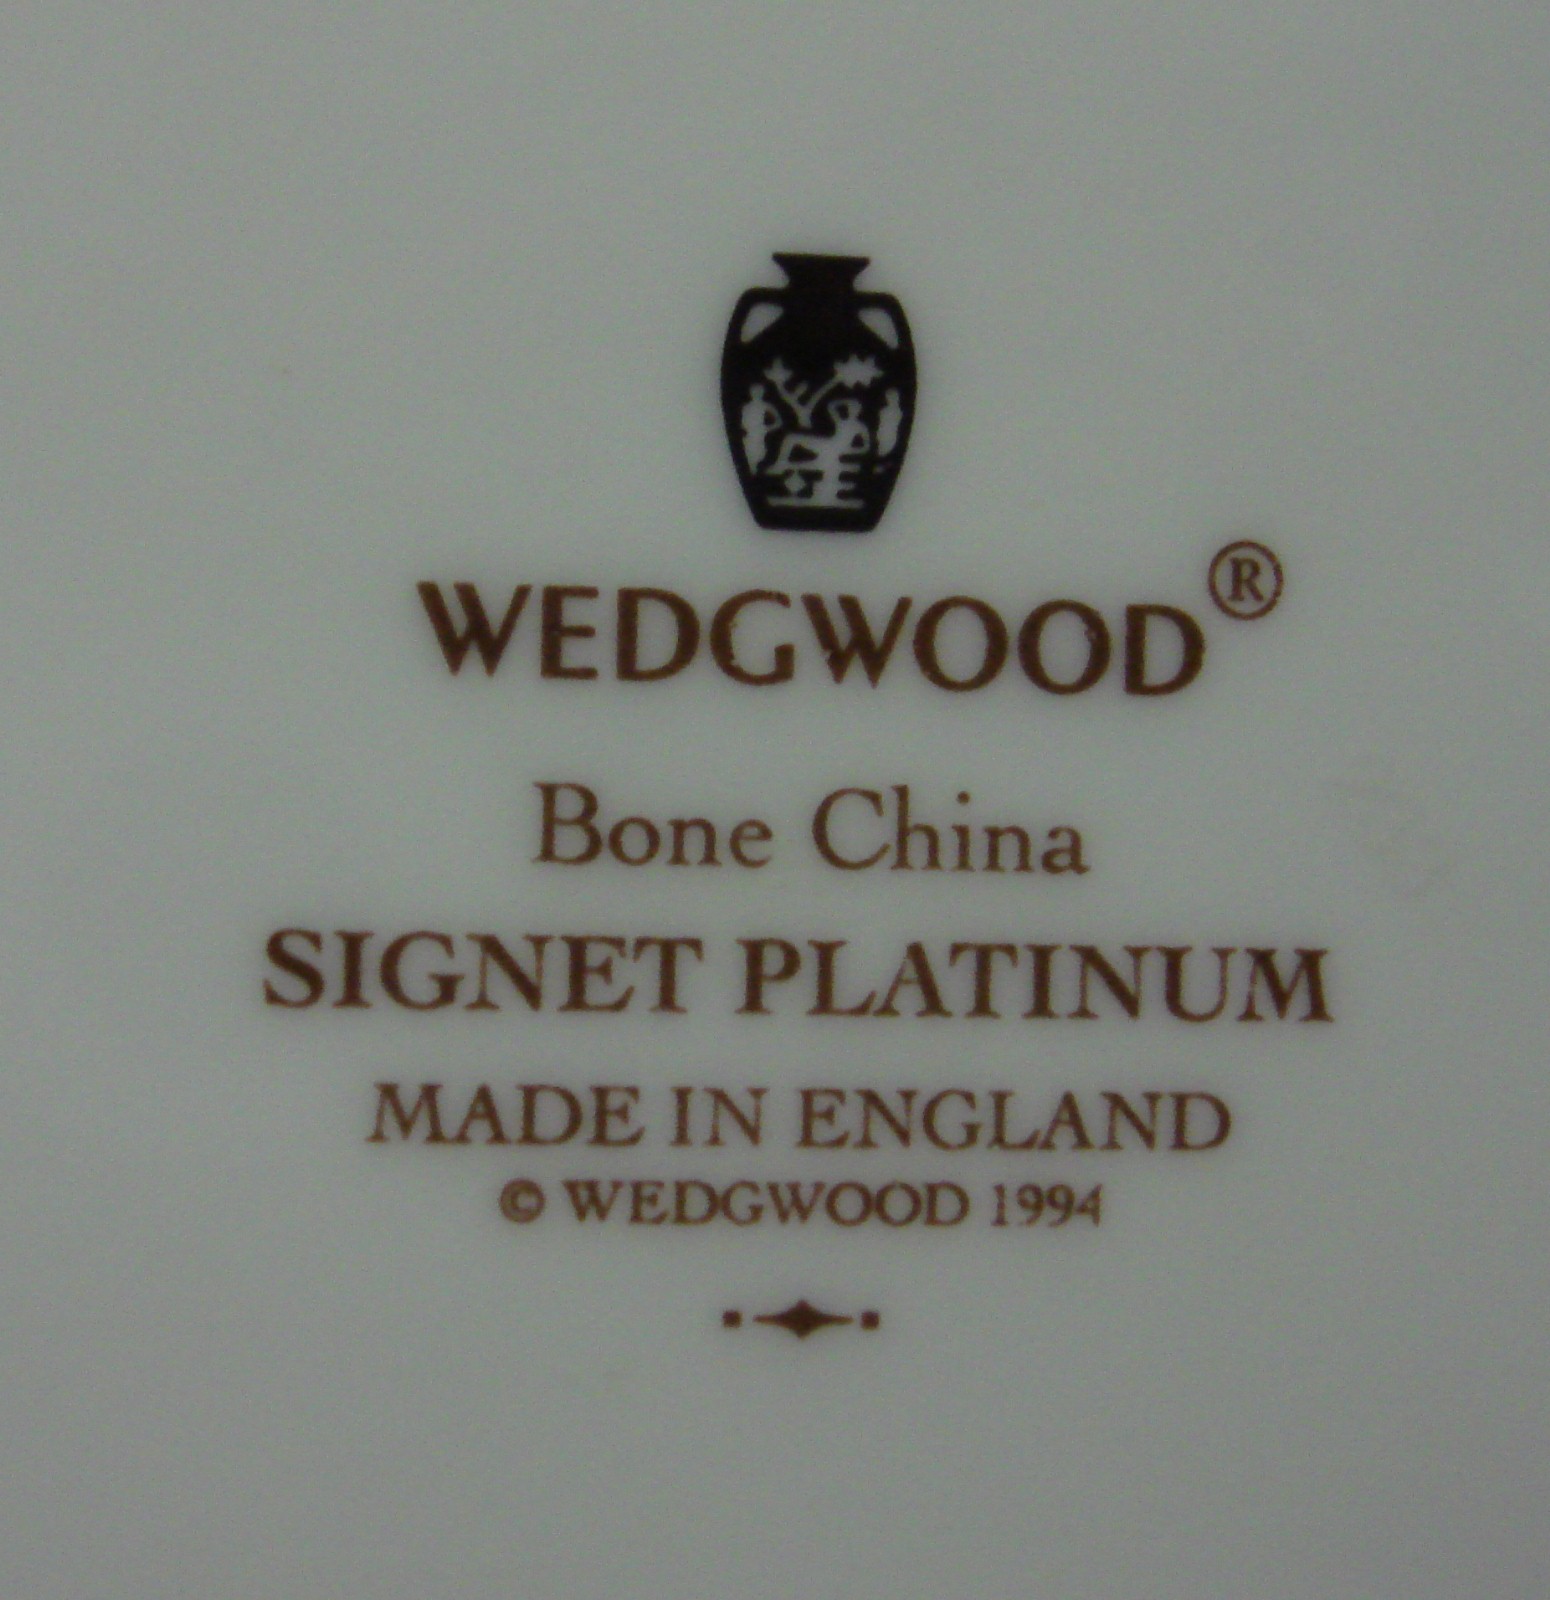 WEDGWOOD®
Bone China
SIGNET PLATINUM
MADE IN ENGLAND
© WEDGWOOD 1994